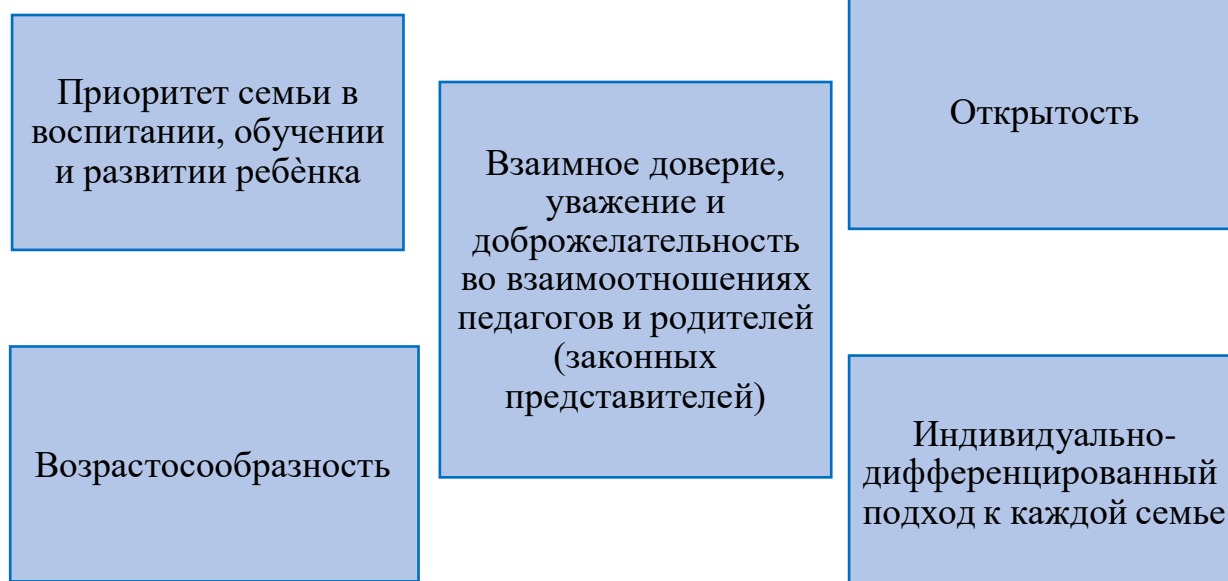 Приоритет семьи в
воспитании, обучении
и развитии ребѐнка
Взаимное доверие,
уважение и
доброжелательность
во взаимоотношениях
педагогов и родителей
(законных
представителей)
Открытость
Возрастосообразность
Индивидуально-
дифференцированный
подход к каждой семье